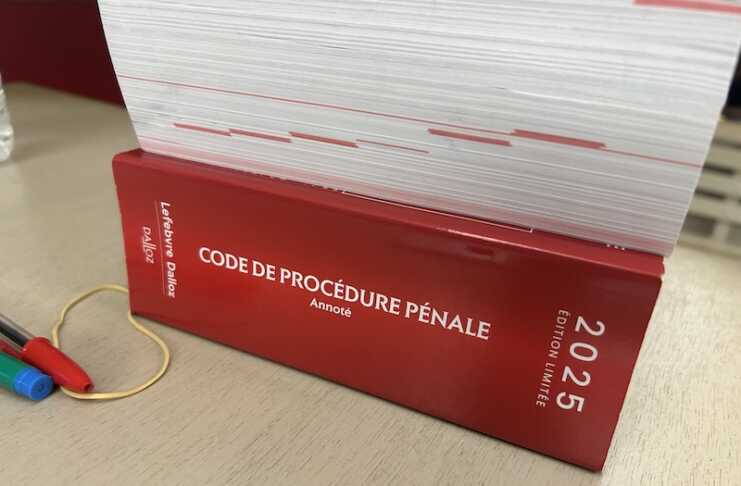 Lefebvre Dalloz
DALLOZ
CODE DE PROCÉDURE PÉNALE
Annoté
2025
ÉDITION LIMITÉE